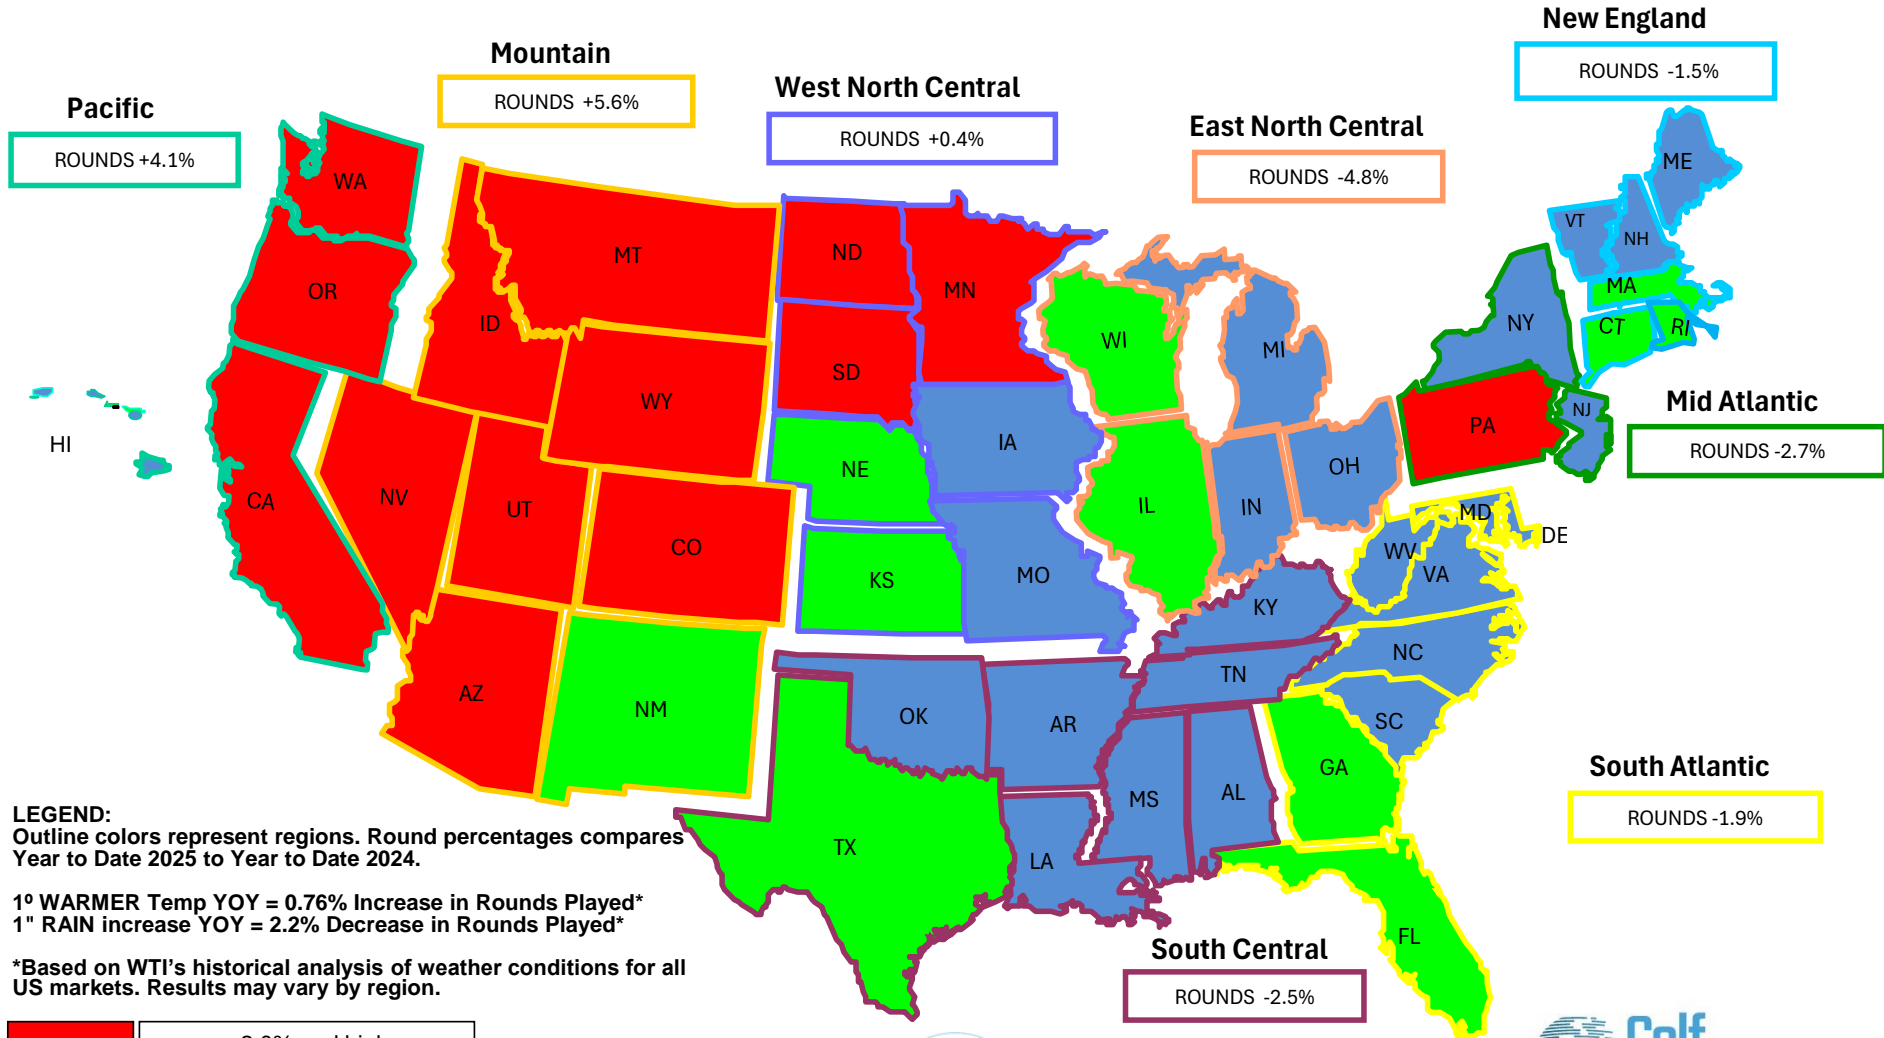 New England
ROUNDS -1.5%
Mountain
ROUNDS +5.6%
West North Central
ROUNDS +0.4%
Pacific
ROUNDS +4.1%
East North Central
ROUNDS -4.8%
WA
OR
CA
HI
MT
ID
WY
NV
UT
CO
AZ
NM
ND
SD
MN
NE
KS
IA
MO
WI
IL
MI
IN
OH
ME
VT
NH
MA
CT
RI
NY
PA
NJ
Mid Atlantic
ROUNDS -2.7%
MD
DE
WV
VA
KY
TN
NC
SC
OK
AR
TX
LA
MS
AL
GA
FL
South Atlantic
ROUNDS -1.9%
South Central
ROUNDS -2.5%
LEGEND:
Outline colors represent regions. Round percentages compares
Year to Date 2025 to Year to Date 2024.
1º WARMER Temp YOY = 0.76% Increase in Rounds Played*
1" RAIN increase YOY = 2.2% Decrease in Rounds Played*
*Based on WTI's historical analysis of weather conditions for all
US markets. Results may vary by region.
Golf